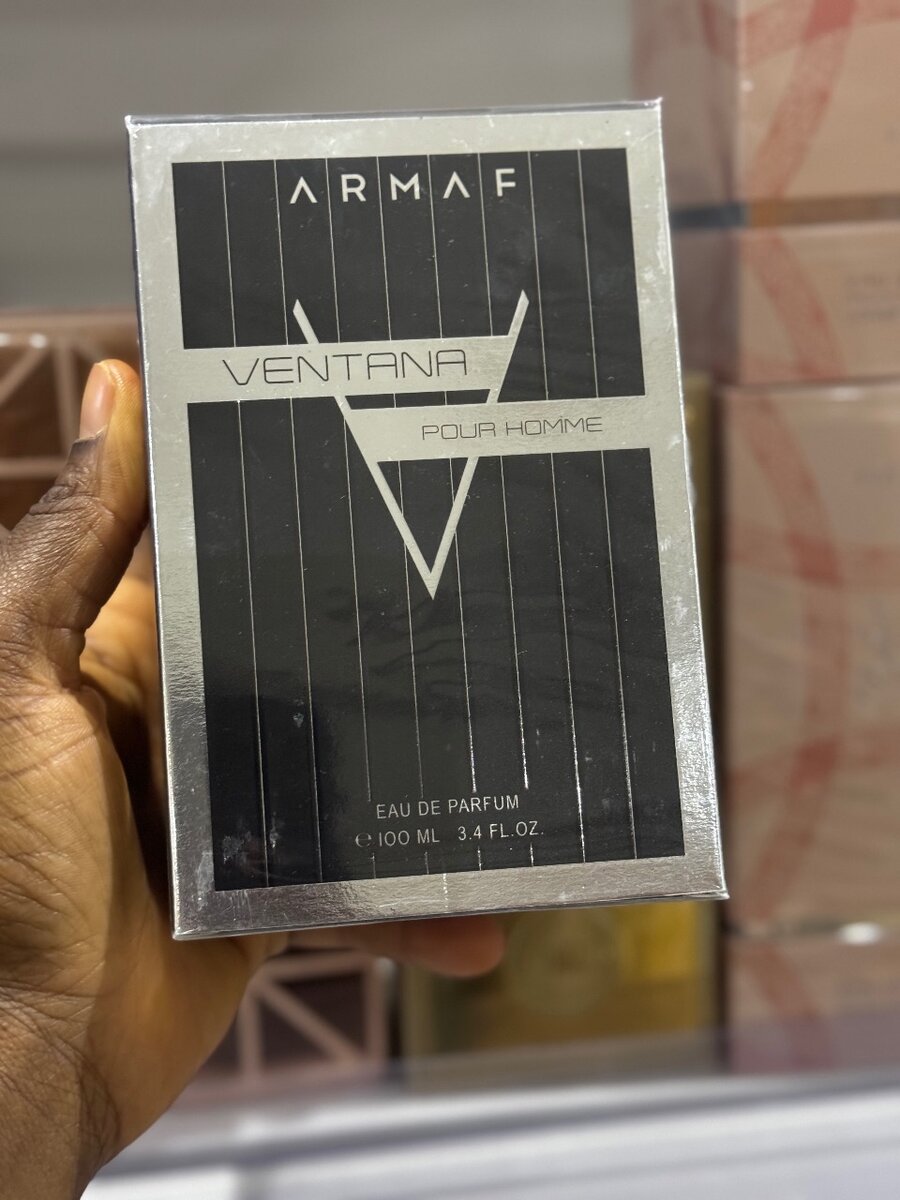 ARMAF
VENTANA
POUR HOMME
EAU DE PARFUM
℮ 100 ML 3.4 FL.OZ.